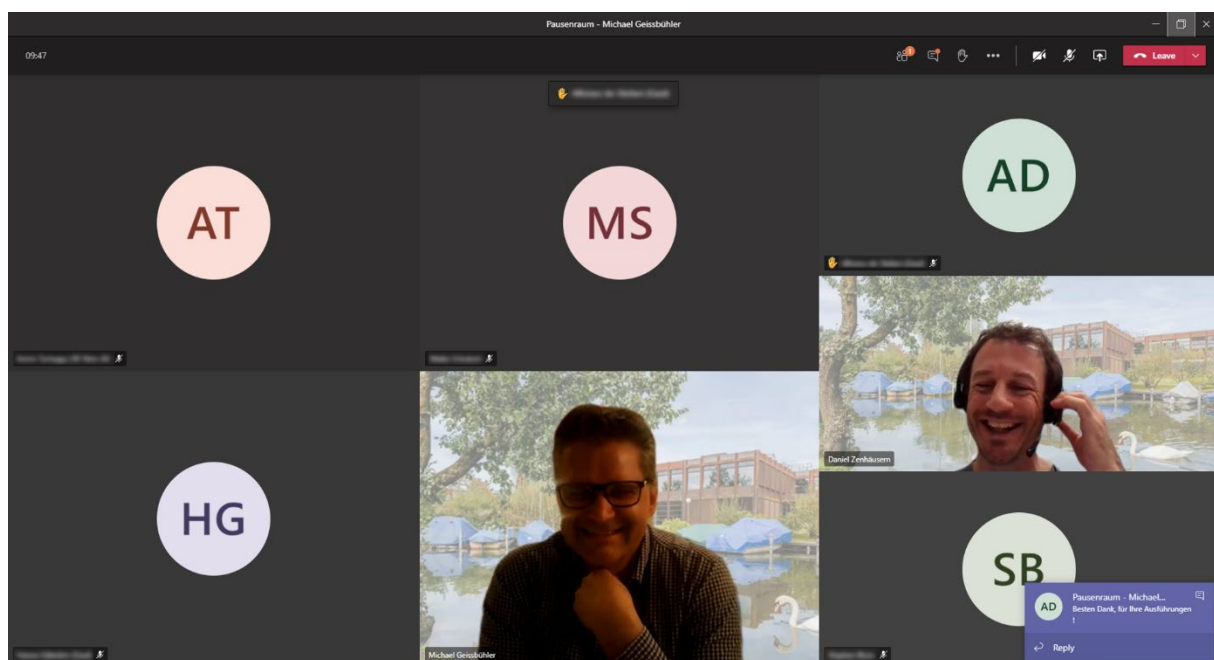 Pausenraum - Michael Geissbühler
09:47
1
Leave
AT
MS
AD
Daniel Zenhäusern
HG
Michael Geissbühler
SB
AD
Pausenraum - Michael...
Besten Dank, für Ihre Ausführungen
!
Reply